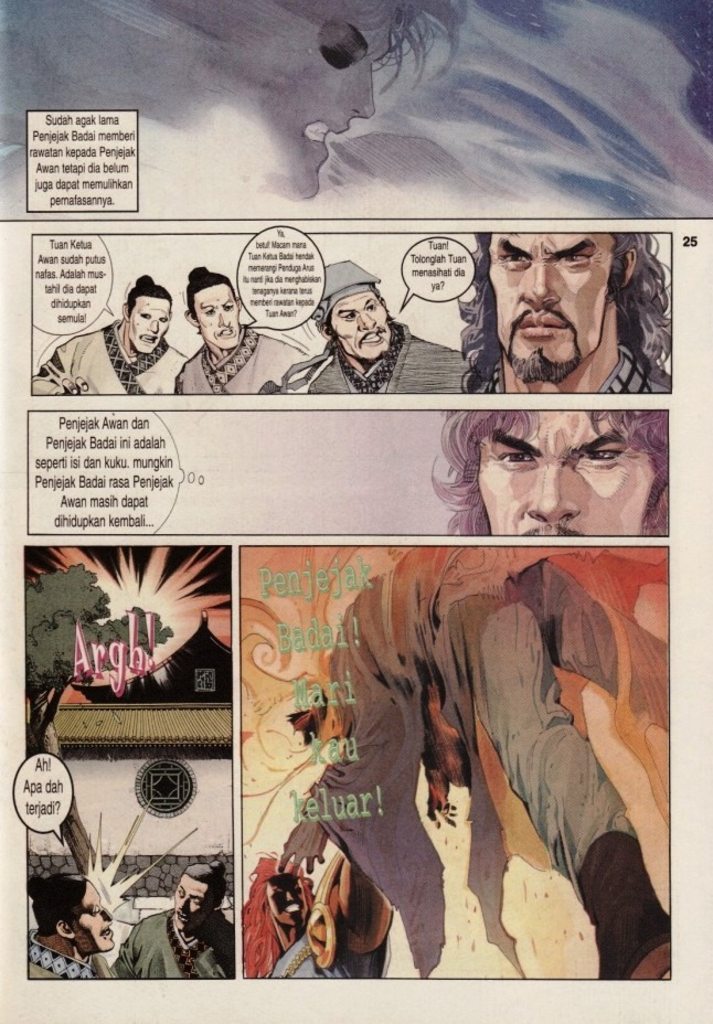 Sudah agak lama
Penjejak Badai memberi
rawatan kepada Penjejak
Awan tetapi dia belum
juga dapat memulihkan
pernafasannya.
25
Tuan Ketua
Awan sudah putus
nafas. Adalah mus-
tahil dia dapat
dihidupkan
semula!
Ya,
betul! Macam mana
Tuan Ketua Badai hendak
memerangi Penduga Arus
itu nanti jika dia menghabiskan
tenaganya kerana terus
memberi rawatan kepada
Tuan Awan?
Tuan!
Tolonglah Tuan
menasihati dia
ya?
Penjejak Awan dan
Penjejak Badai ini adalah
seperti isi dan kuku. mungkin
Penjejak Badai rasa Penjejak
Awan masih dapat
dihidupkan kembali...
Argh!
Ah!
Apa dah
terjadi?
Penjejak
Badai!
Mari
kau
keluar!